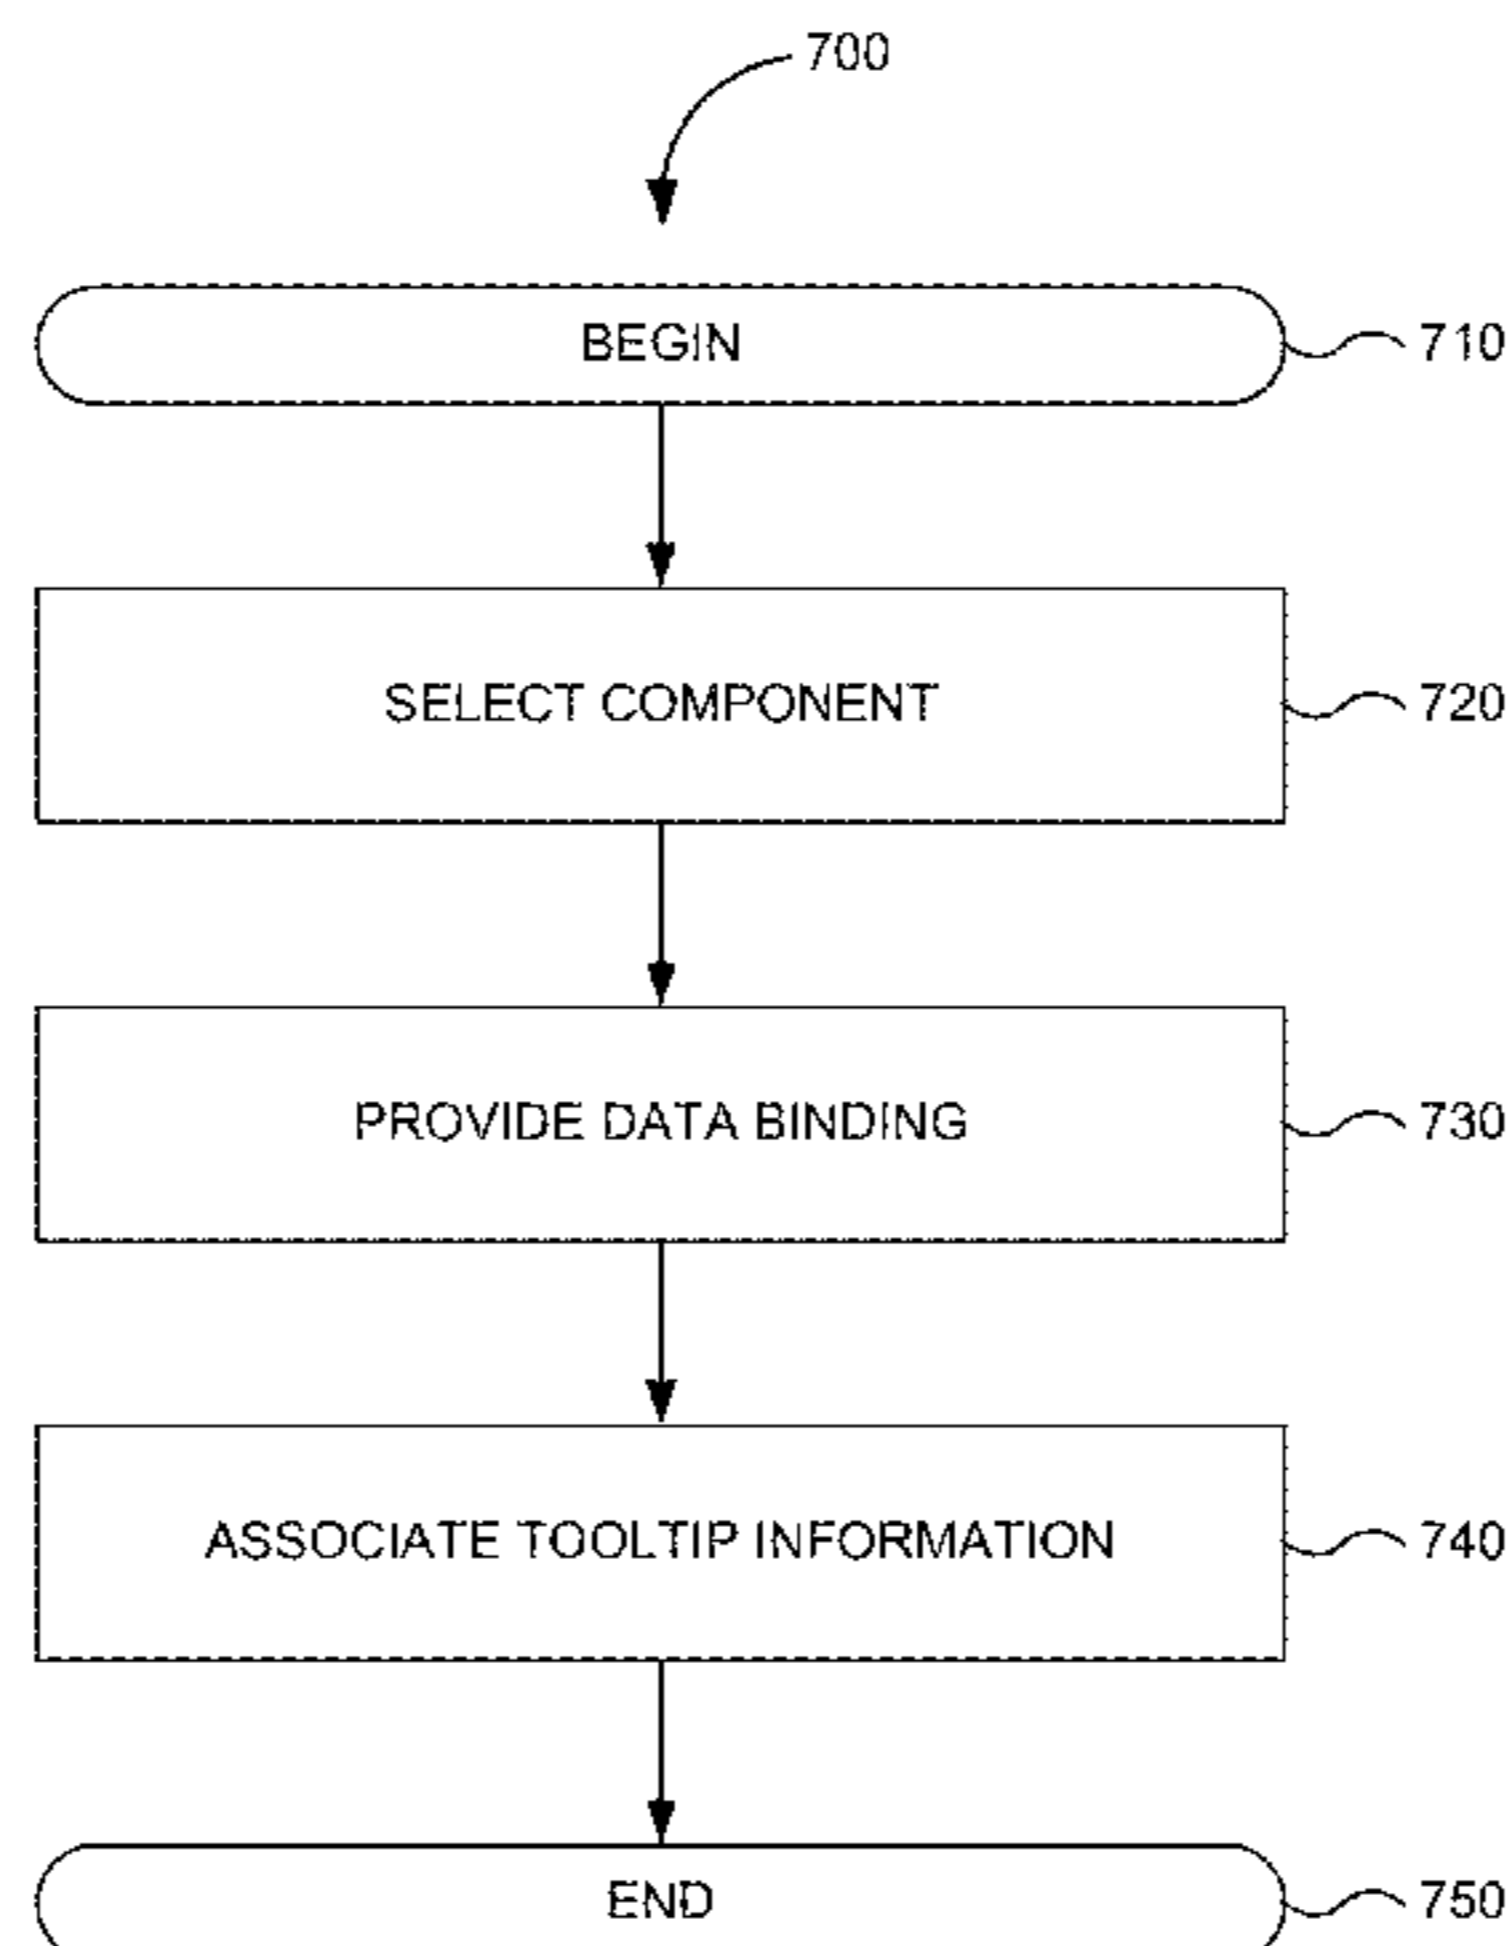 700
BEGIN
710
SELECT COMPONENT
720
PROVIDE DATA BINDING
730
ASSOCIATE TOOLTIP INFORMATION
740
END
750